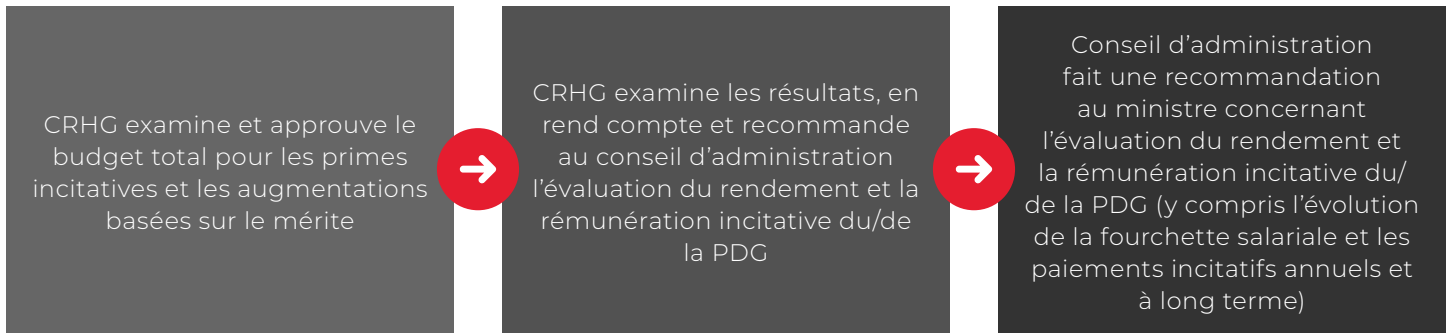 CRHG examine et approuve le
budget total pour les primes
incitatives et les augmentations
basées sur le mérite
CRHG examine les résultats, en
rend compte et recommande
au conseil d’administration
l’évaluation du rendement et la
rémunération incitative du/de
la PDG
Conseil d’administration
fait une recommandation
au ministre concernant
l’évaluation du rendement et
la rémunération incitative du/
de la PDG (y compris l’évolution
de la fourchette salariale et les
paiements incitatifs annuels et
à long terme)